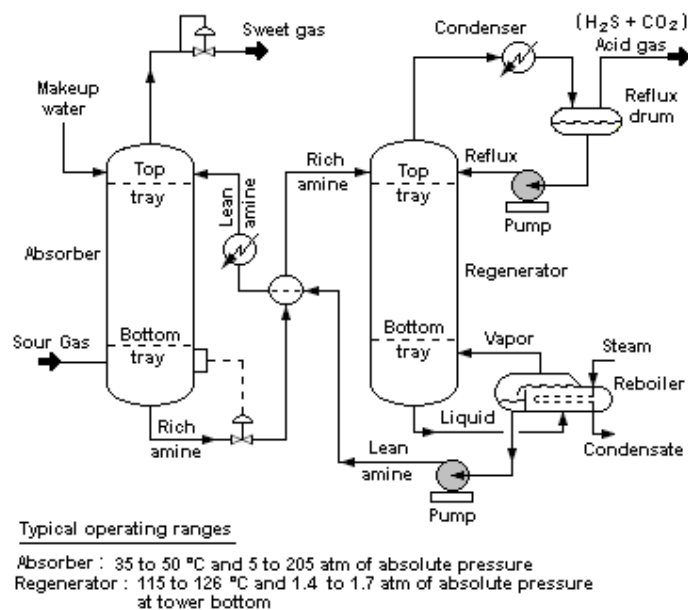 Sweet gas
(H₂S + CO₂)
Acid gas
Condenser
Makeup
water
Reflux
drum
Top
tray
Lean
amine
Rich
amine
Top
tray
Reflux
Pump
Absorber
Regenerator
Sour Gas
Bottom
tray
Bottom
tray
Vapor
Steam
Reboiler
Rich
amine
Liquid
Condensate
Lean
amine
Pump
Typical operating ranges
Absorber : 35 to 50 ºC and 5 to 205 atm of absolute pressure
Regenerator : 115 to 126 ºC and 1.4 to 1.7 atm of absolute pressure
at tower bottom